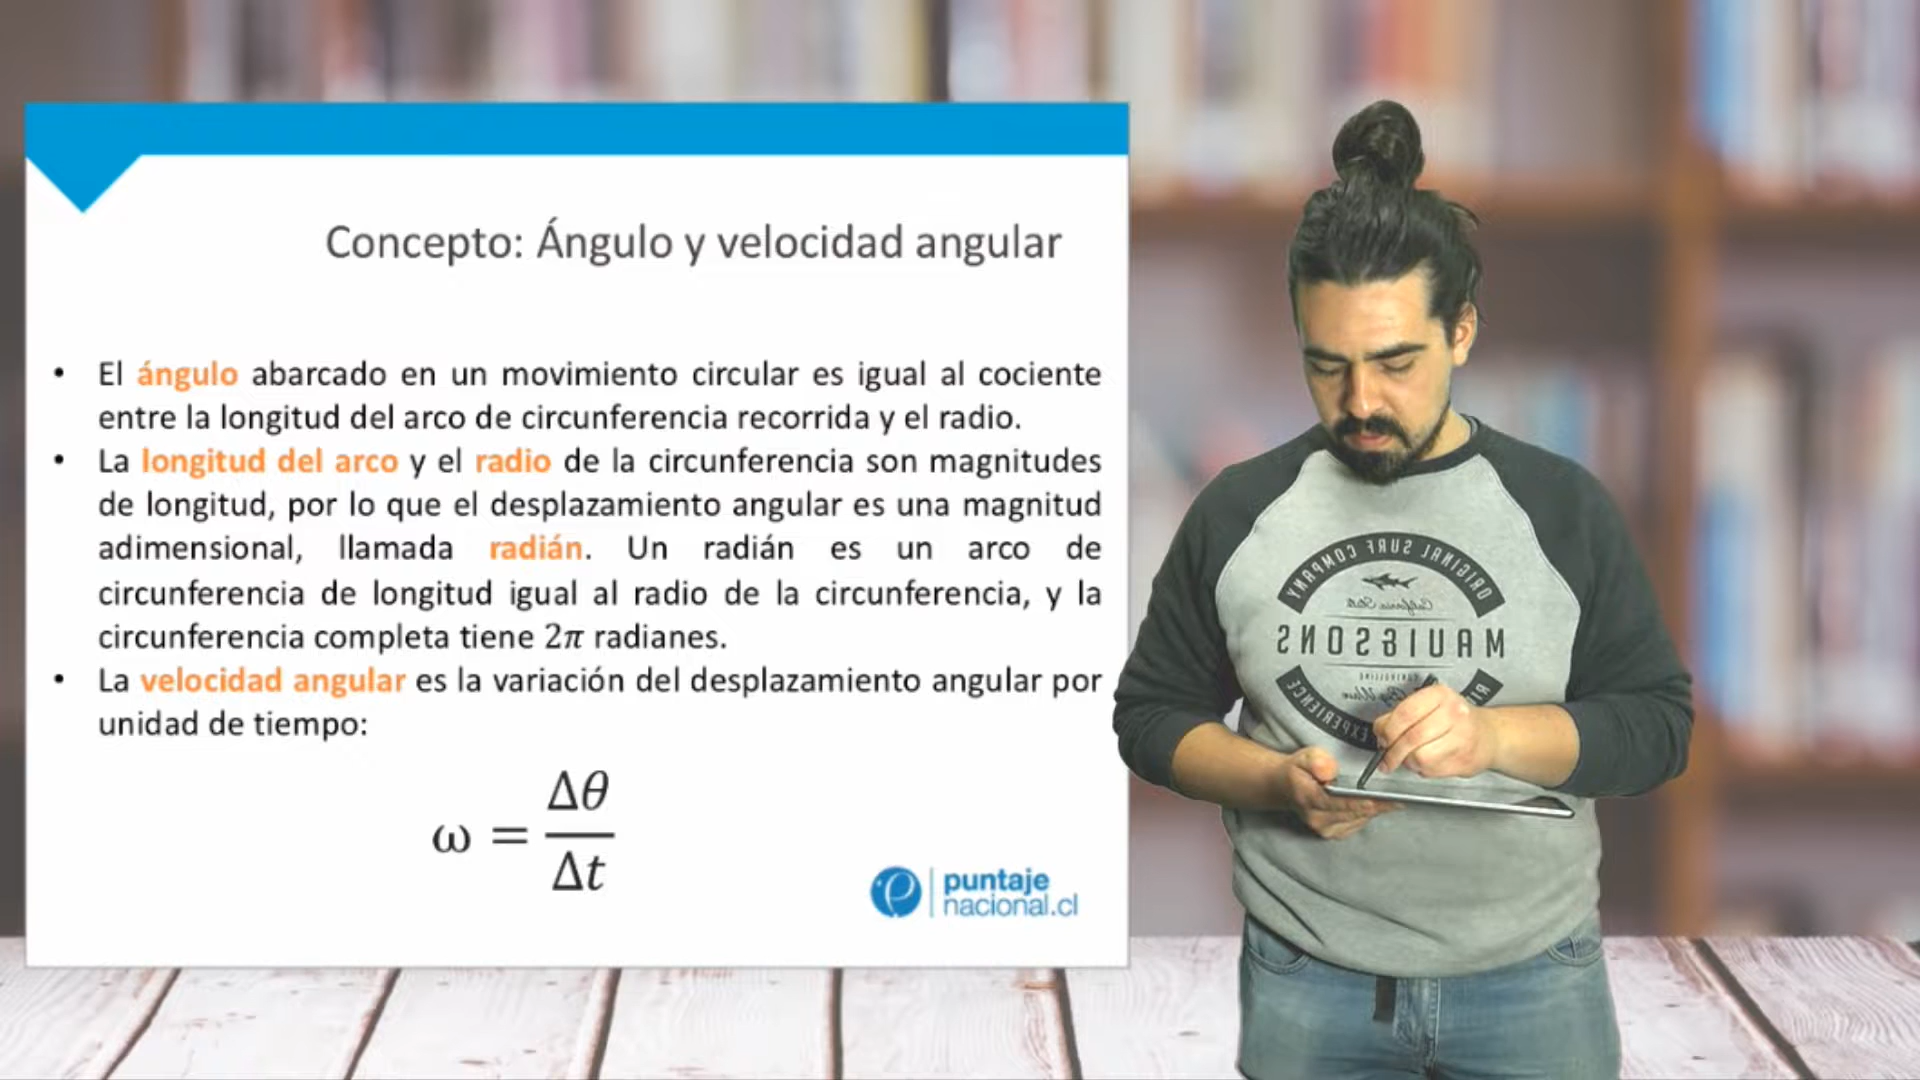 Concepto: Ángulo y velocidad angular
• El ángulo abarcado en un movimiento circular es igual al cociente
entre la longitud del arco de circunferencia recorrida y el radio.
• La longitud del arco y el radio de la circunferencia son magnitudes
de longitud, por lo que el desplazamiento angular es una magnitud
adimensional, llamada radián. Un radián es un arco de
circunferencia de longitud igual al radio de la circunferencia, y la
circunferencia completa tiene 2π radianes.
• La velocidad angular es la variación del desplazamiento angular por
unidad de tiempo:
ω = Δθ / Δt
puntaje
nacional.cl
ORIGINAL SURF COMPANY
California State
MAUI&SONS
EXPERIENCE